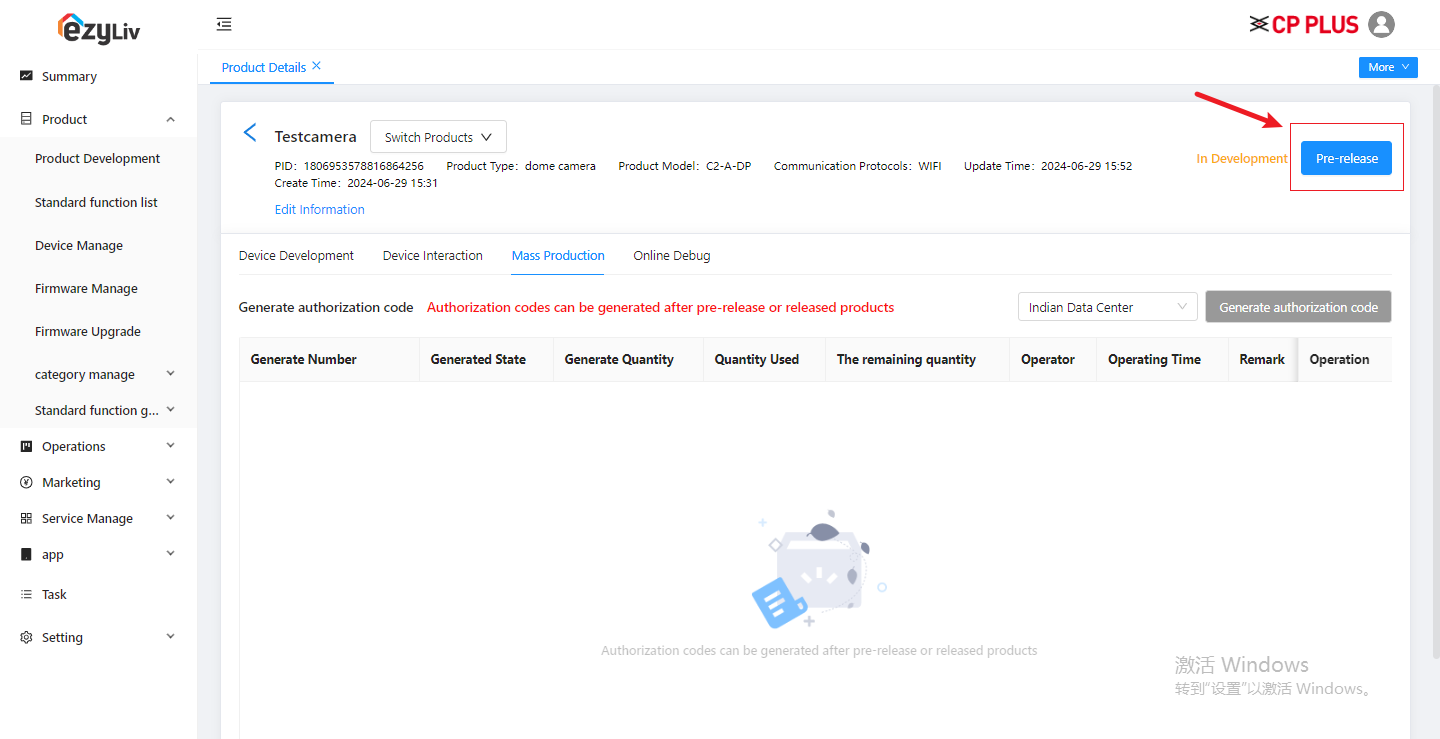 ezyLiv
CP PLUS
Summary
Product
Product Development
Standard function list
Device Manage
Firmware Manage
Firmware Upgrade
category manage
Standard function g...
Operations
Marketing
Service Manage
app
Task
Setting
Product Details
More
Testcamera
Switch Products
PID: 1806953578816864256 Product Type: dome camera Product Model: C2-A-DP Communication Protocols: WIFI Update Time: 2024-06-29 15:52
Create Time: 2024-06-29 15:31
Edit Information
In Development
Pre-release
Device Development Device Interaction Mass Production Online Debug
Generate authorization code Authorization codes can be generated after pre-release or released products
Indian Data Center
Generate authorization code
Generate Number Generated State Generate Quantity Quantity Used The remaining quantity Operator Operating Time Remark Operation
Authorization codes can be generated after pre-release or released products
激活 Windows
转到“设置”以激活 Windows。